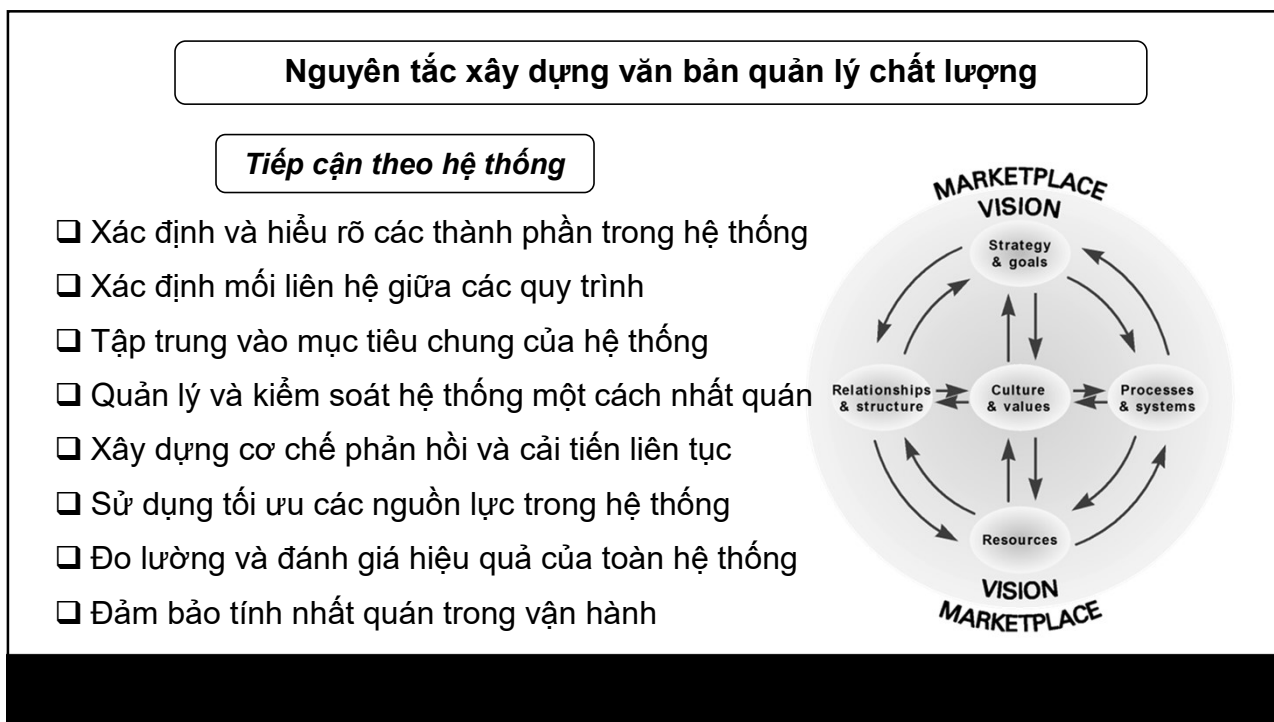 Nguyên tắc xây dựng văn bản quản lý chất lượng
Tiếp cận theo hệ thống
❑ Xác định và hiểu rõ các thành phần trong hệ thống
❑ Xác định mối liên hệ giữa các quy trình
❑ Tập trung vào mục tiêu chung của hệ thống
❑ Quản lý và kiểm soát hệ thống một cách nhất quán
❑ Xây dựng cơ chế phản hồi và cải tiến liên tục
❑ Sử dụng tối ưu các nguồn lực trong hệ thống
❑ Đo lường và đánh giá hiệu quả của toàn hệ thống
❑ Đảm bảo tính nhất quán trong vận hành
MARKETPLACE
VISION
Strategy
& goals
Relationships
& structure
Culture
& values
Processes
& systems
Resources
VISION
MARKETPLACE